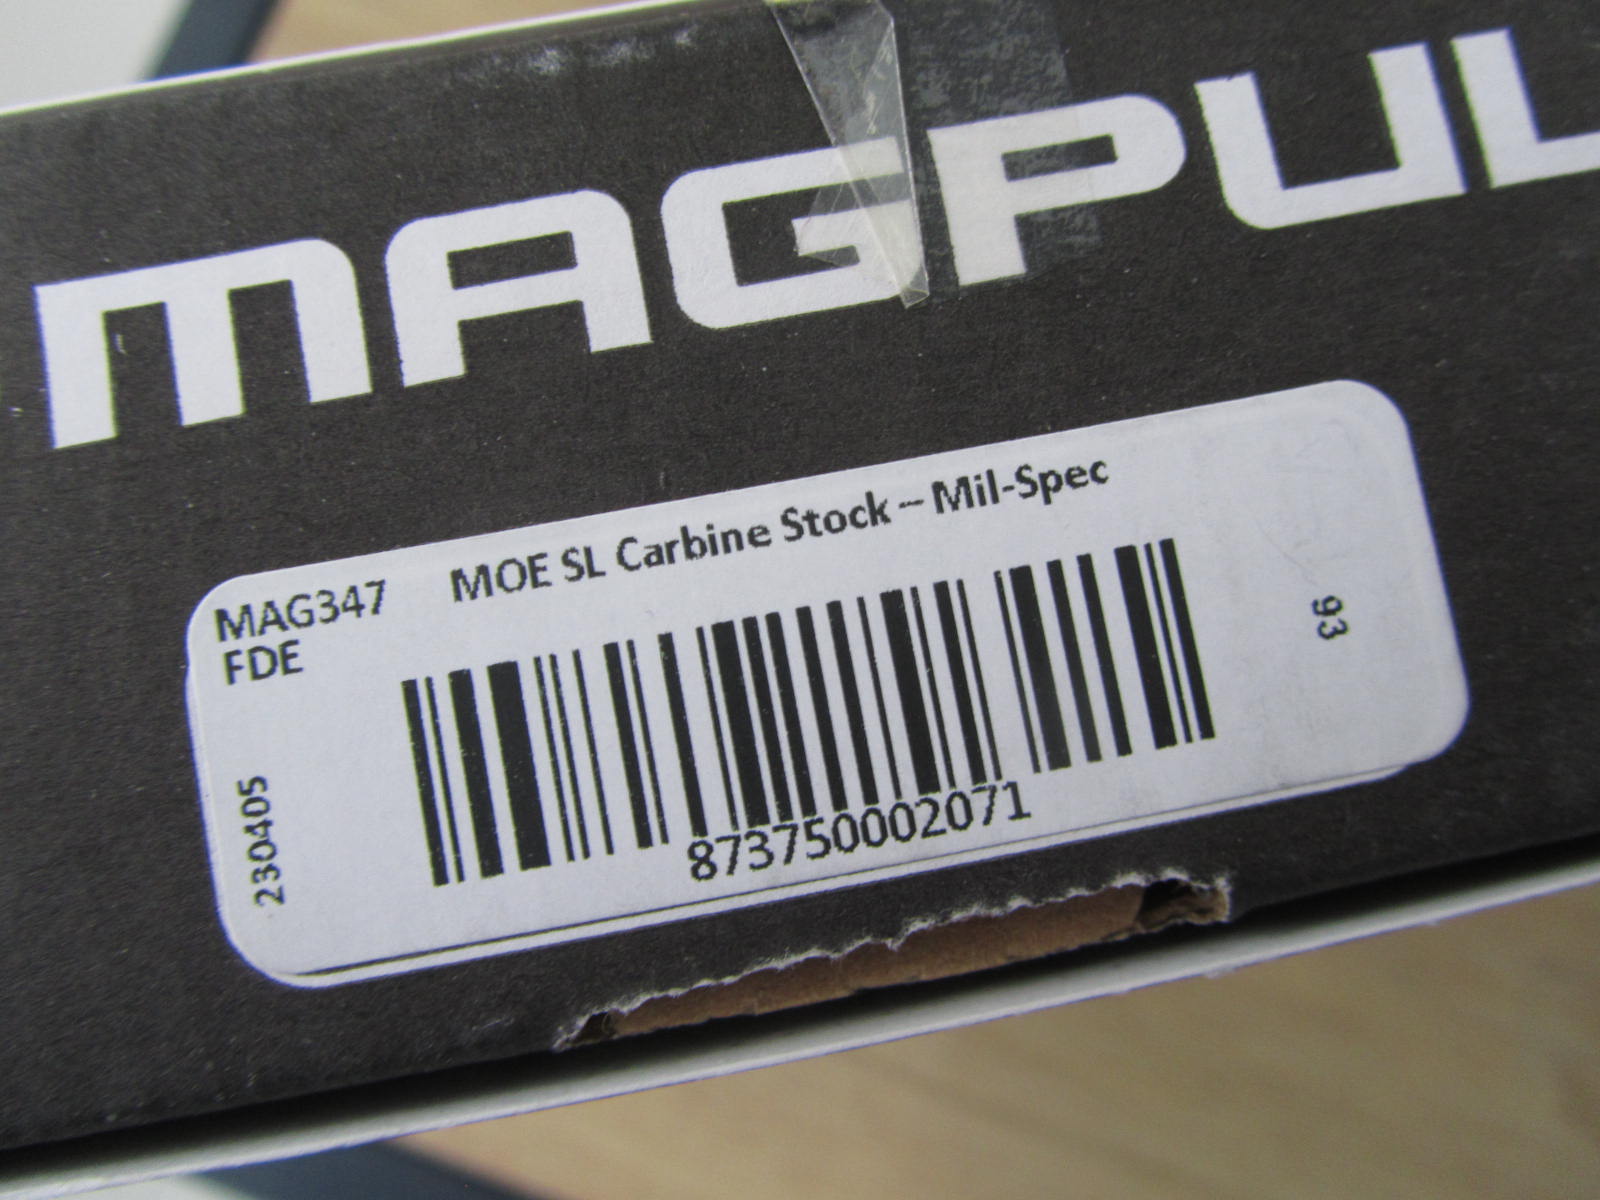 MAGPUL
MAG347 MOE SL Carbine Stock – Mil-Spec
FDE
230405
93
873750002071